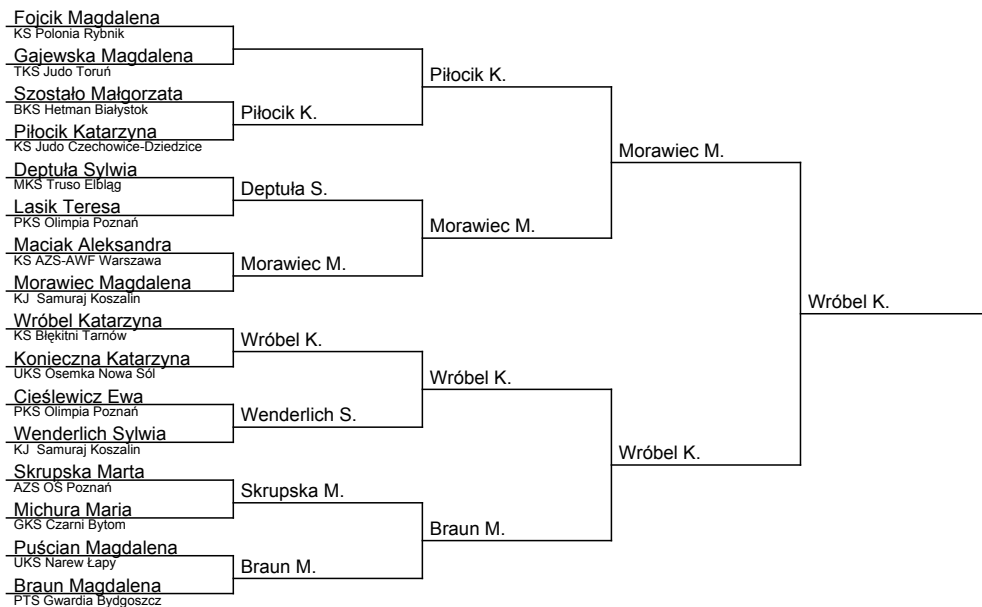 Fojcik Magdalena
KS Polonia Rybnik
Gajewska Magdalena
TKS Judo Toruń
Szostało Małgorzata
BKS Hetman Białystok
Piłocik Katarzyna
KS Judo Czechowice-Dziedzice
Deptuła Sylwia
MKS Truso Elbląg
Lasik Teresa
PKS Olimpia Poznań
Maciak Aleksandra
KS AZS-AWF Warszawa
Morawiec Magdalena
KJ Samuraj Koszalin
Wróbel Katarzyna
KS Błękitni Tarnów
Konieczna Katarzyna
UKS Ósemka Nowa Sól
Cieślewicz Ewa
PKS Olimpia Poznań
Wenderlich Sylwia
KJ Samuraj Koszalin
Skrupska Marta
AZS OŚ Poznań
Michura Maria
GKS Czarni Bytom
Puścian Magdalena
UKS Narew Łapy
Braun Magdalena
PTS Gwardia Bydgoszcz
Piłocik K.
Deptuła S.
Morawiec M.
Wróbel K.
Wenderlich S.
Skrupska M.
Braun M.
Piłocik K.
Morawiec M.
Wróbel K.
Braun M.
Morawiec M.
Wróbel K.
Wróbel K.